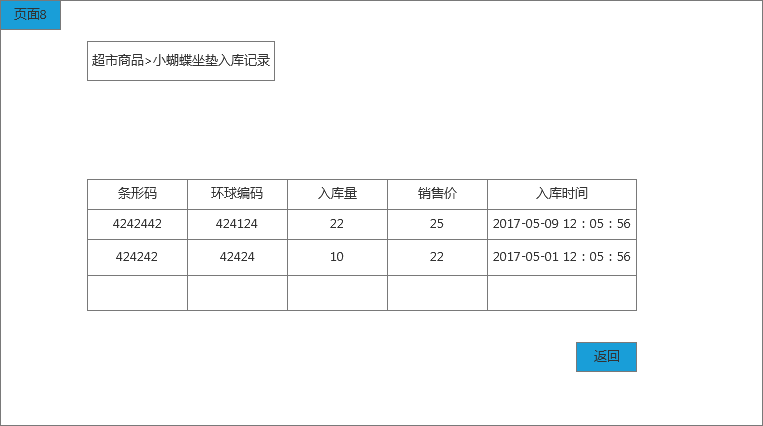 页面8
超市商品>小蝴蝶坐垫入库记录
条形码 环球编码 入库量 销售价 入库时间
4242442 424124 22 25 2017-05-09 12：05：56
424242 42424 10 22 2017-05-01 12：05：56
返回